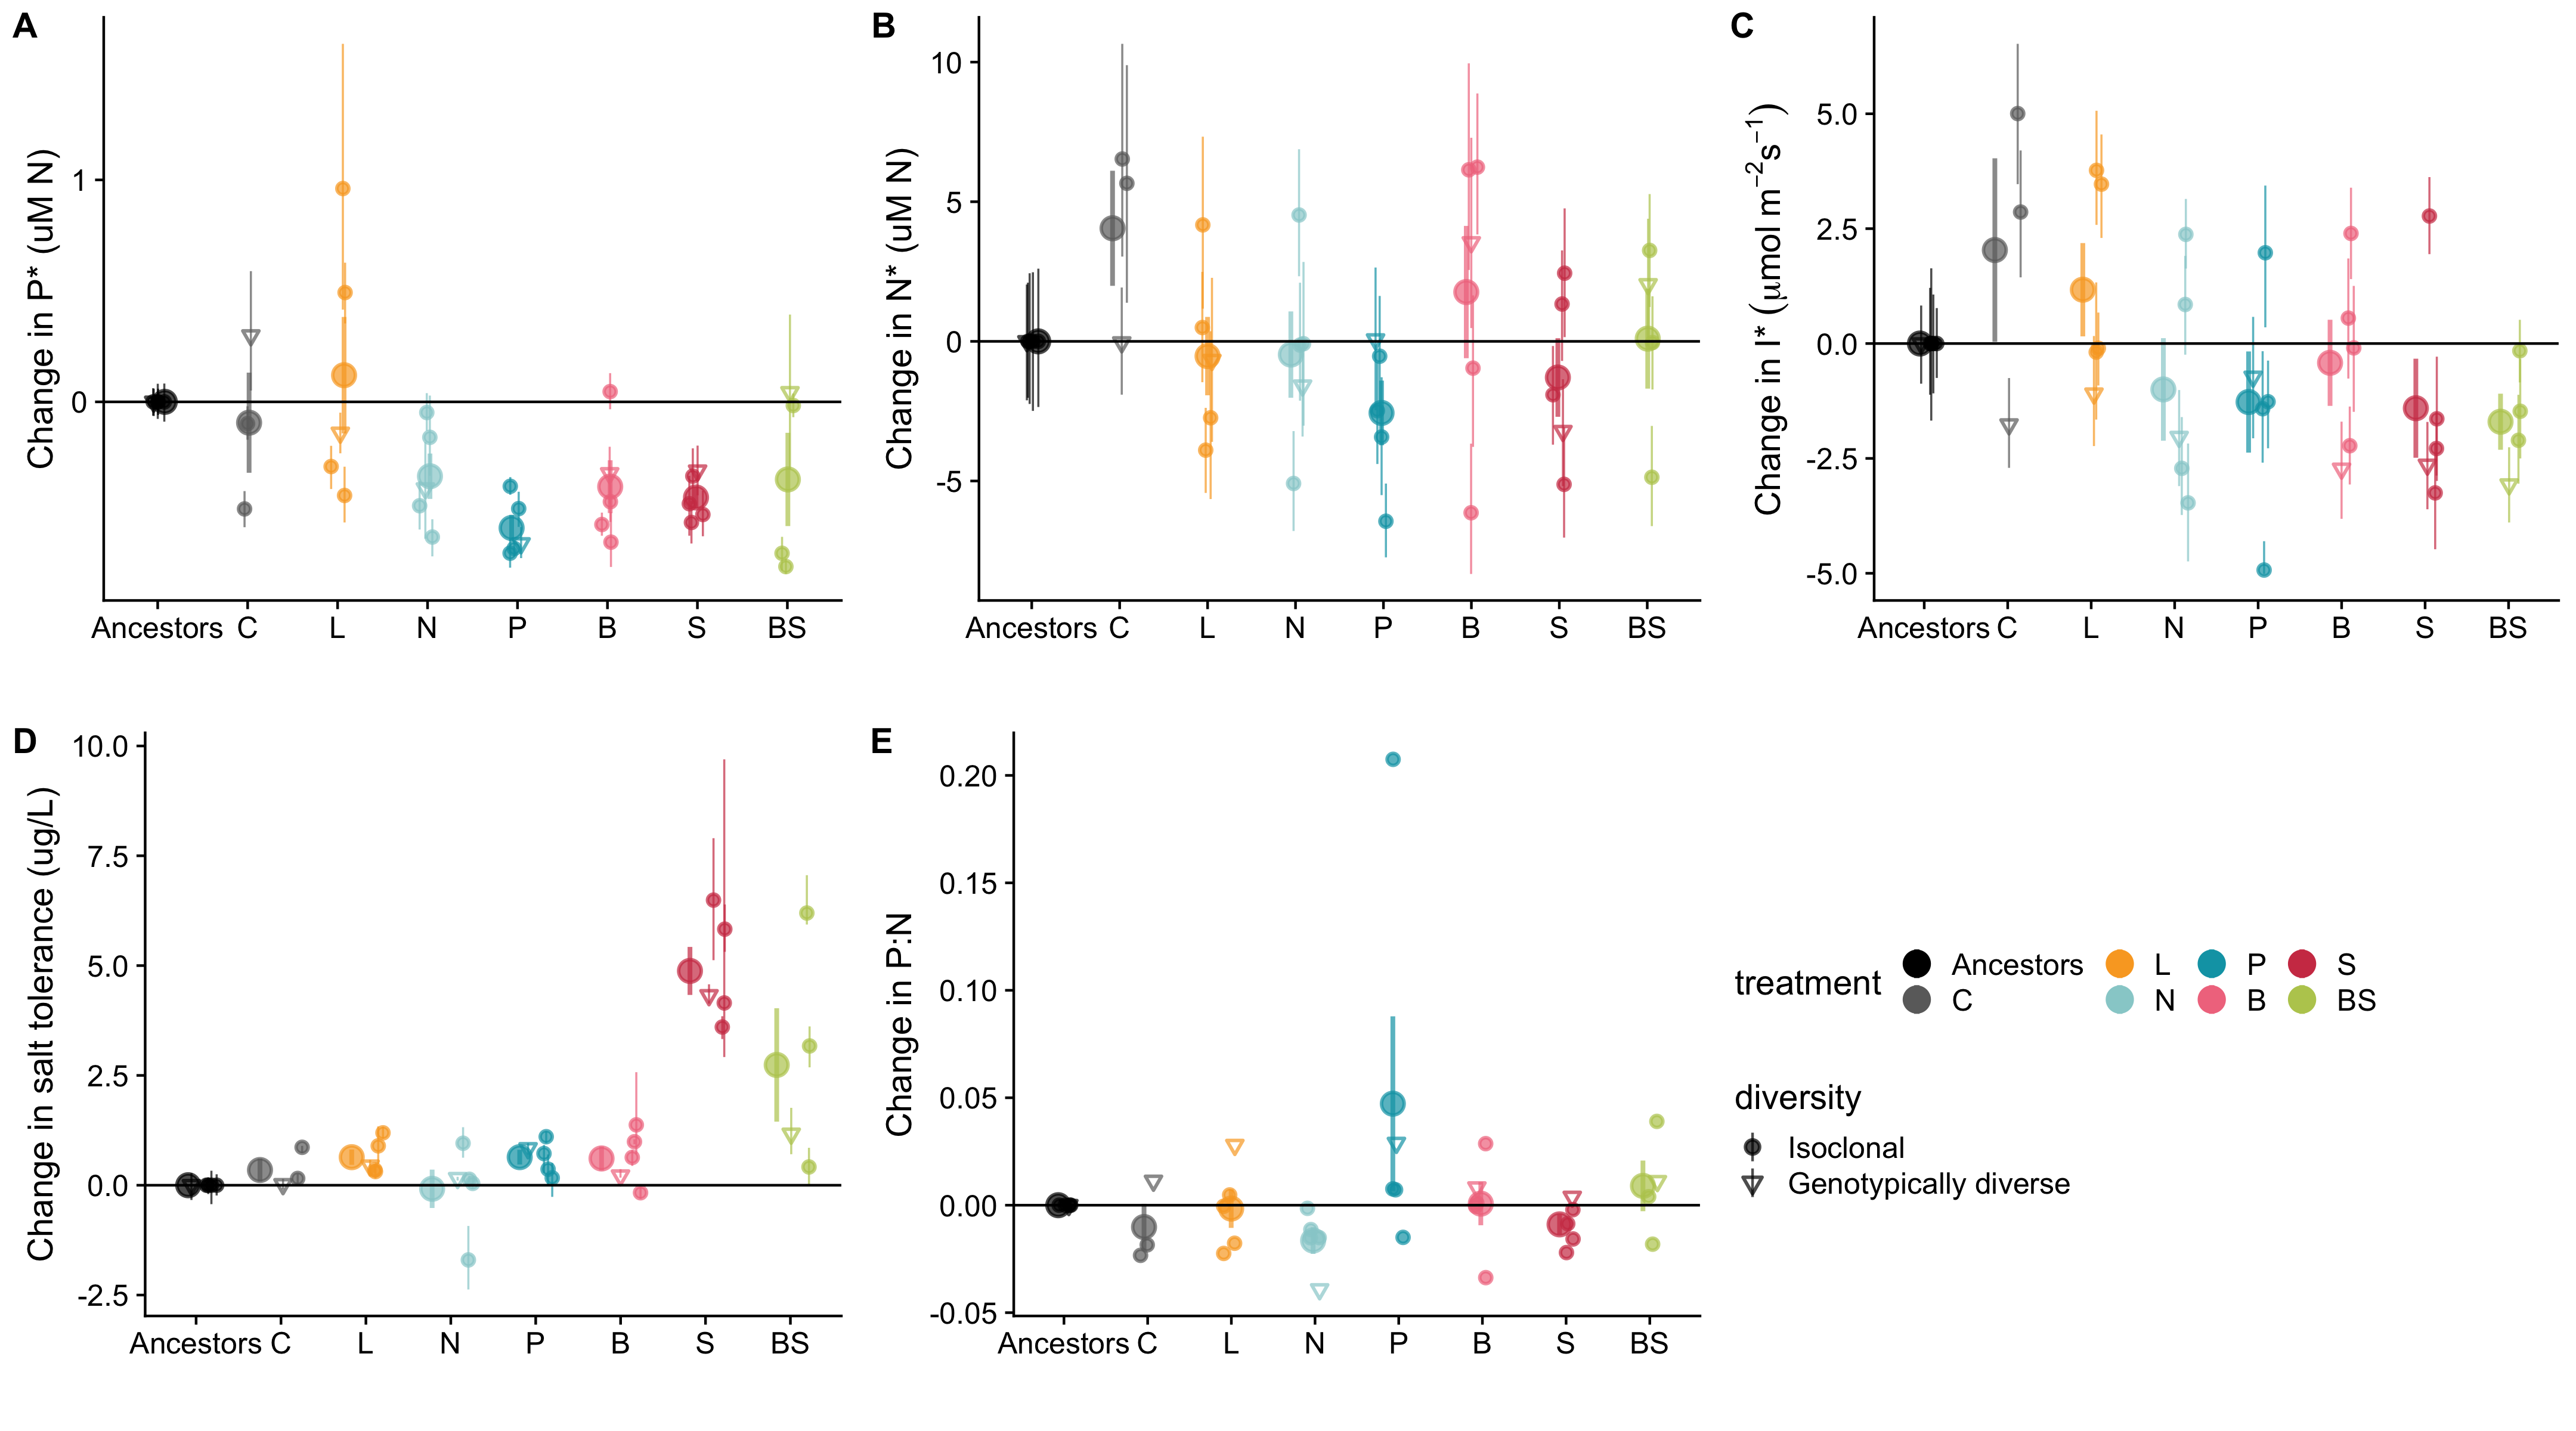 A
Change in P* (uM N)
1
0
Ancestors C L N P B S BS
B
Change in N* (uM N)
10
5
0
-5
Ancestors C L N P B S BS
C
Change in I* (μmol m−2s−1)
5.0
2.5
0.0
-2.5
-5.0
Ancestors C L N P B S BS
D
Change in salt tolerance (ug/L)
10.0
7.5
5.0
2.5
0.0
-2.5
Ancestors C L N P B S BS
E
Change in P:N
0.20
0.15
0.10
0.05
0.00
-0.05
Ancestors C L N P B S BS
treatment
Ancestors L P S
C N B BS
diversity
Isoclonal
Genotypically diverse